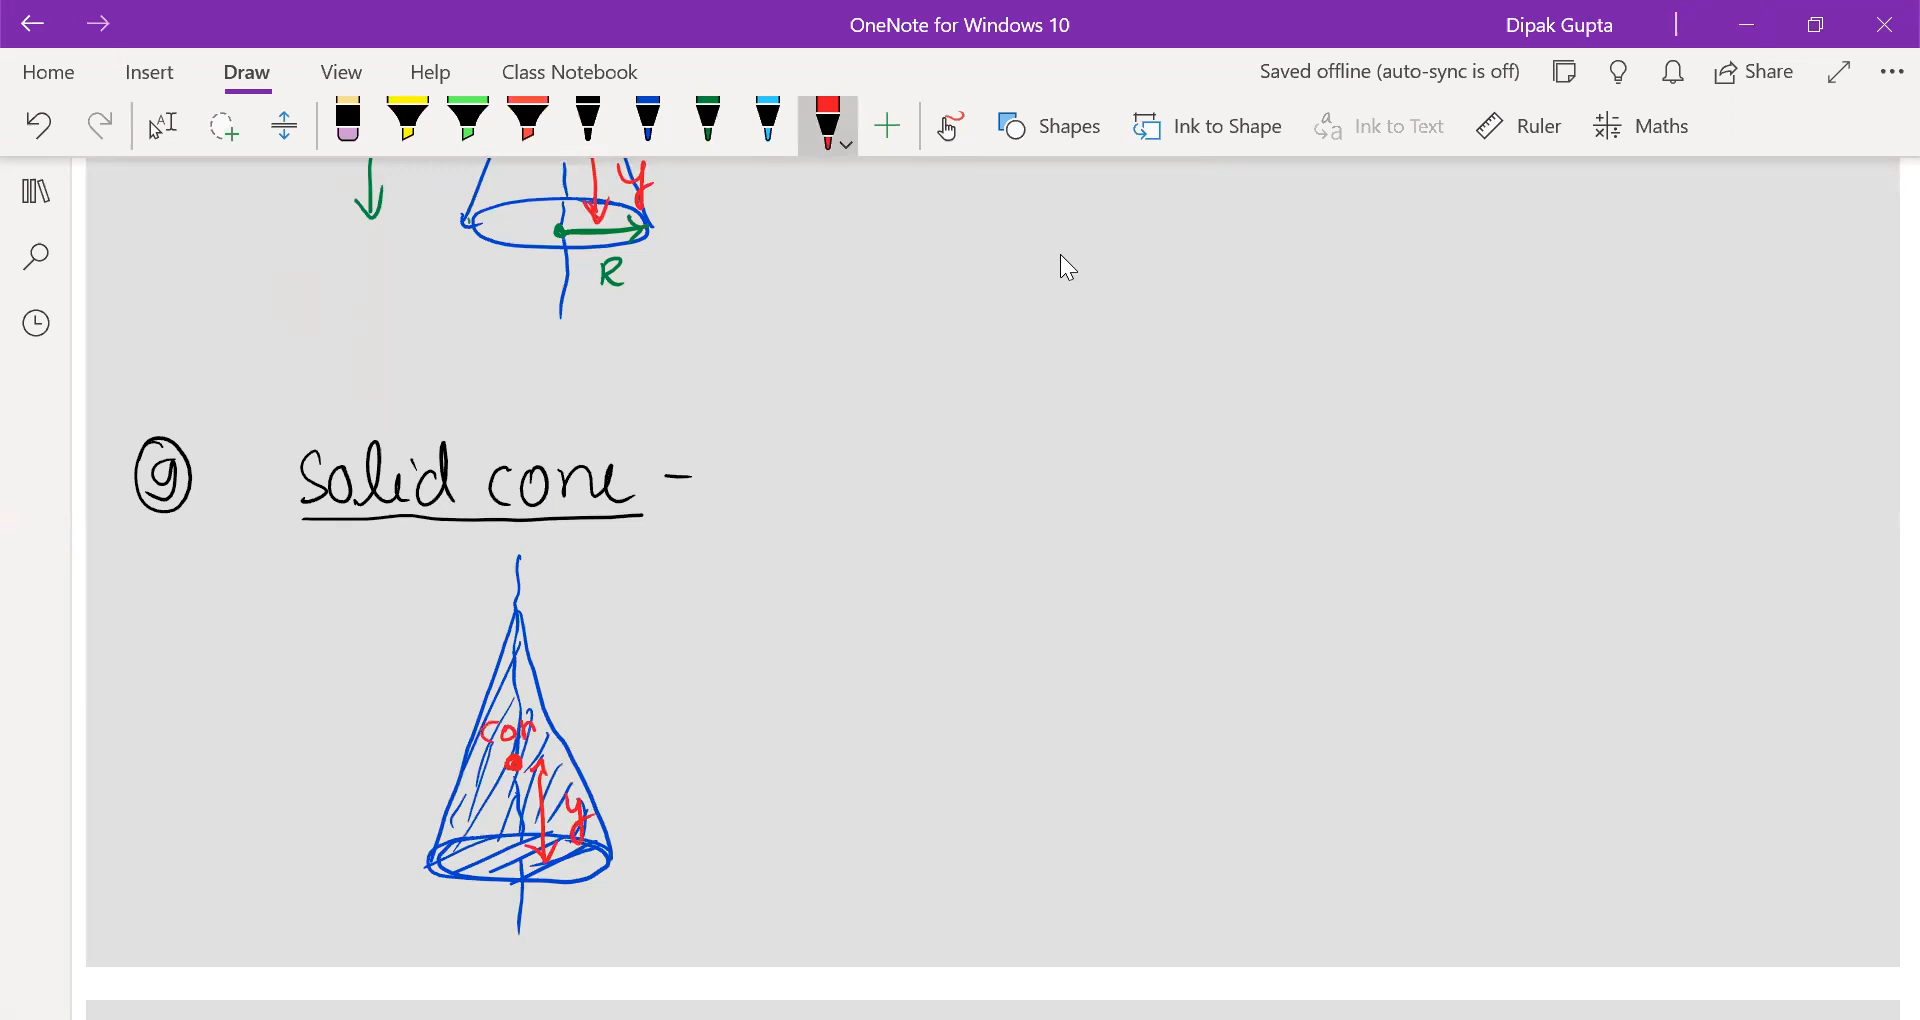 OneNote for Windows 10
Dipak Gupta
Home Insert Draw View Help Class Notebook
Saved offline (auto-sync is off) Share
Shapes Ink to Shape Ink to Text Ruler Maths
y
R
g Solid cone -
com
y